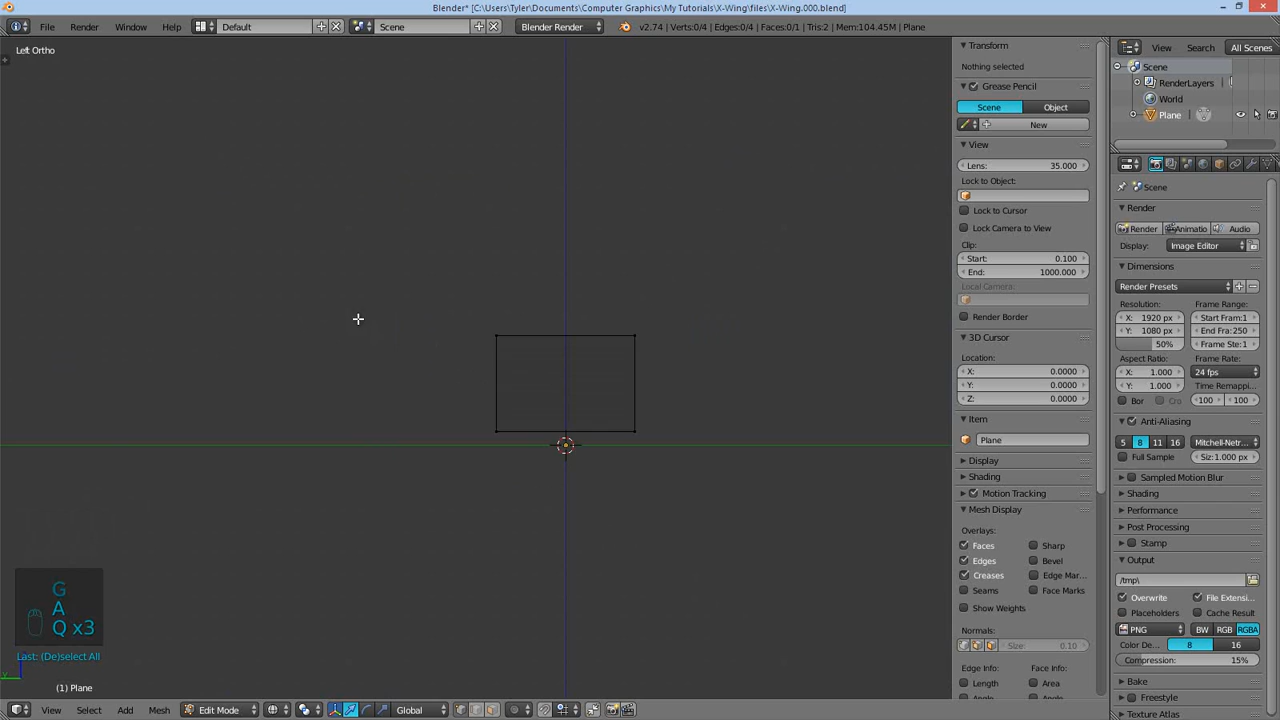 Blender* [C:\Users\Tyler\Documents\Computer Graphics\My Tutorials\X-Wing\files\X-Wing.000.blend]
File Render Window Help Default Scene Blender Render v2.74 | Verts:0/4 | Edges:0/4 | Faces:0/1 | Tris:2 | Mem:104.45M | Plane
Left Ortho
Transform
Nothing selected
Grease Pencil
Scene Object
New
View
Lens: 35.000
Lock to Object:
Lock to Cursor
Lock Camera to View
Clip:
Start: 0.100
End: 1000.000
Local Camera:
Render Border
3D Cursor
Location:
X: 0.0000
Y: 0.0000
Z: 0.0000
Item
Plane
Display
Shading
Motion Tracking
Mesh Display
Overlays:
Faces Sharp
Edges Bevel
Creases Edge Mar...
Seams Face Marks
Show Weights
Normals:
Size: 0.10
Edge Info: Face Info:
Length Area
View Search All Scenes
Scene
RenderLayers
World
Plane
Scene
Render
Render Animatio Audio
Display: Image Editor
Dimensions
Render Presets
Resolution: Frame Range:
X: 1920 px Start Fram:1
Y: 1080 px End Fra:250
50% Frame Ste:1
Aspect Ratio: Frame Rate:
X: 1.000 24 fps
Y: 1.000 Time Remappi...
Bor Cro 100 100
Anti-Aliasing
5 8 11 16 Mitchell-Netr...
Full Sample Siz:1.000 px
Sampled Motion Blur
Shading
Performance
Post Processing
Stamp
Output
/tmp\
Overwrite File Extensi...
Placeholders Cache Result
PNG BW RGB RGBA
Color De... 8 16
Compression: 15%
Bake
Freestyle
Texture Atlas
G
A
Q x3
Last: (De)select All
y
(1) Plane
View Select Add Mesh Edit Mode Global